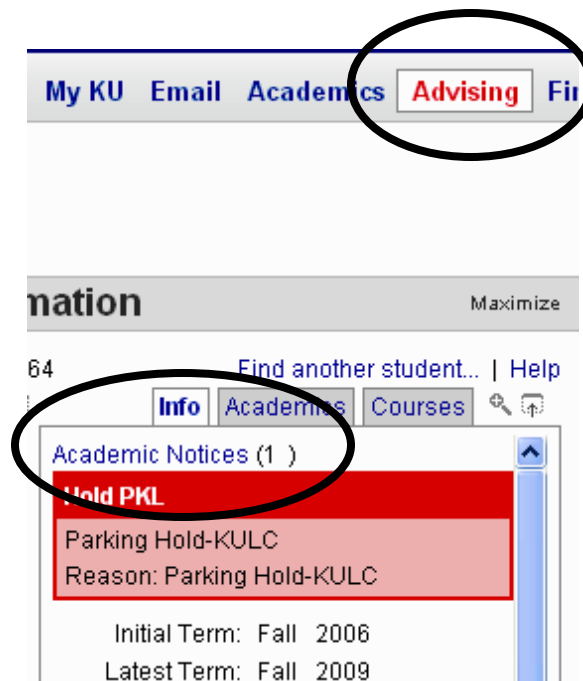 My KU Email Academics Advising
mation Maximize
64 Find another student... | Help
Info Academics Courses
Academic Notices (1 )
Hold PKL
Parking Hold-KULC
Reason: Parking Hold-KULC
Initial Term: Fall 2006
Latest Term: Fall 2009